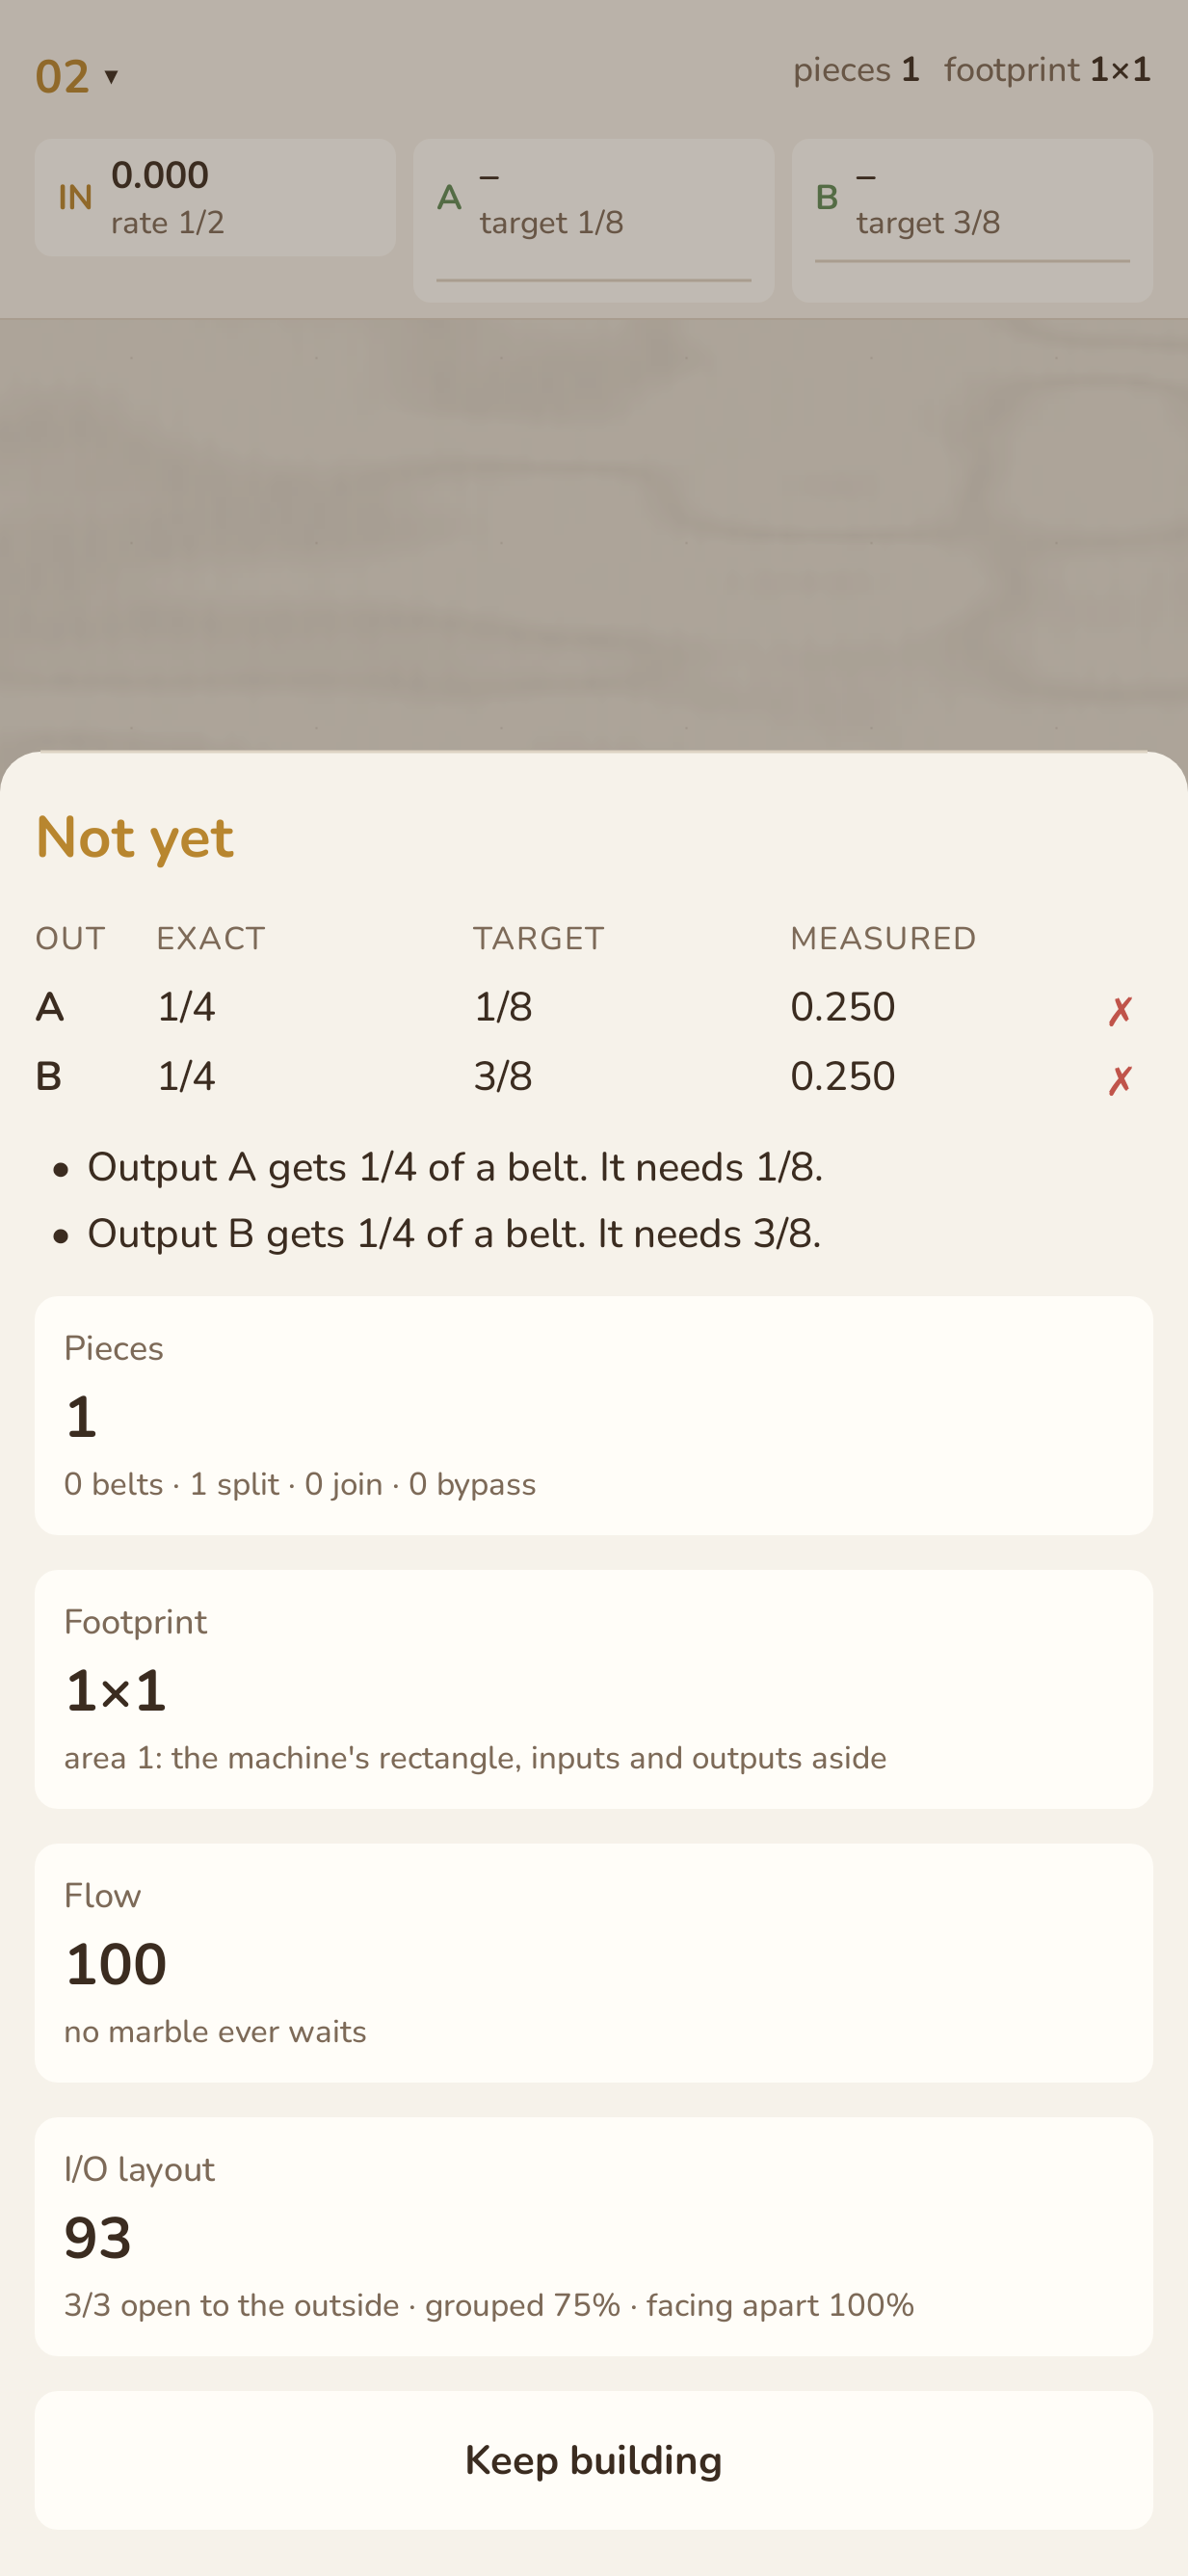 02 ▾
pieces 1 footprint 1×1
IN 0.000
rate 1/2
A –
target 1/8
B –
target 3/8
Not yet
OUT EXACT TARGET MEASURED
A 1/4 1/8 0.250 ✗
B 1/4 3/8 0.250 ✗
• Output A gets 1/4 of a belt. It needs 1/8.
• Output B gets 1/4 of a belt. It needs 3/8.
Pieces
1
0 belts · 1 split · 0 join · 0 bypass
Footprint
1×1
area 1: the machine's rectangle, inputs and outputs aside
Flow
100
no marble ever waits
I/O layout
93
3/3 open to the outside · grouped 75% · facing apart 100%
Keep building